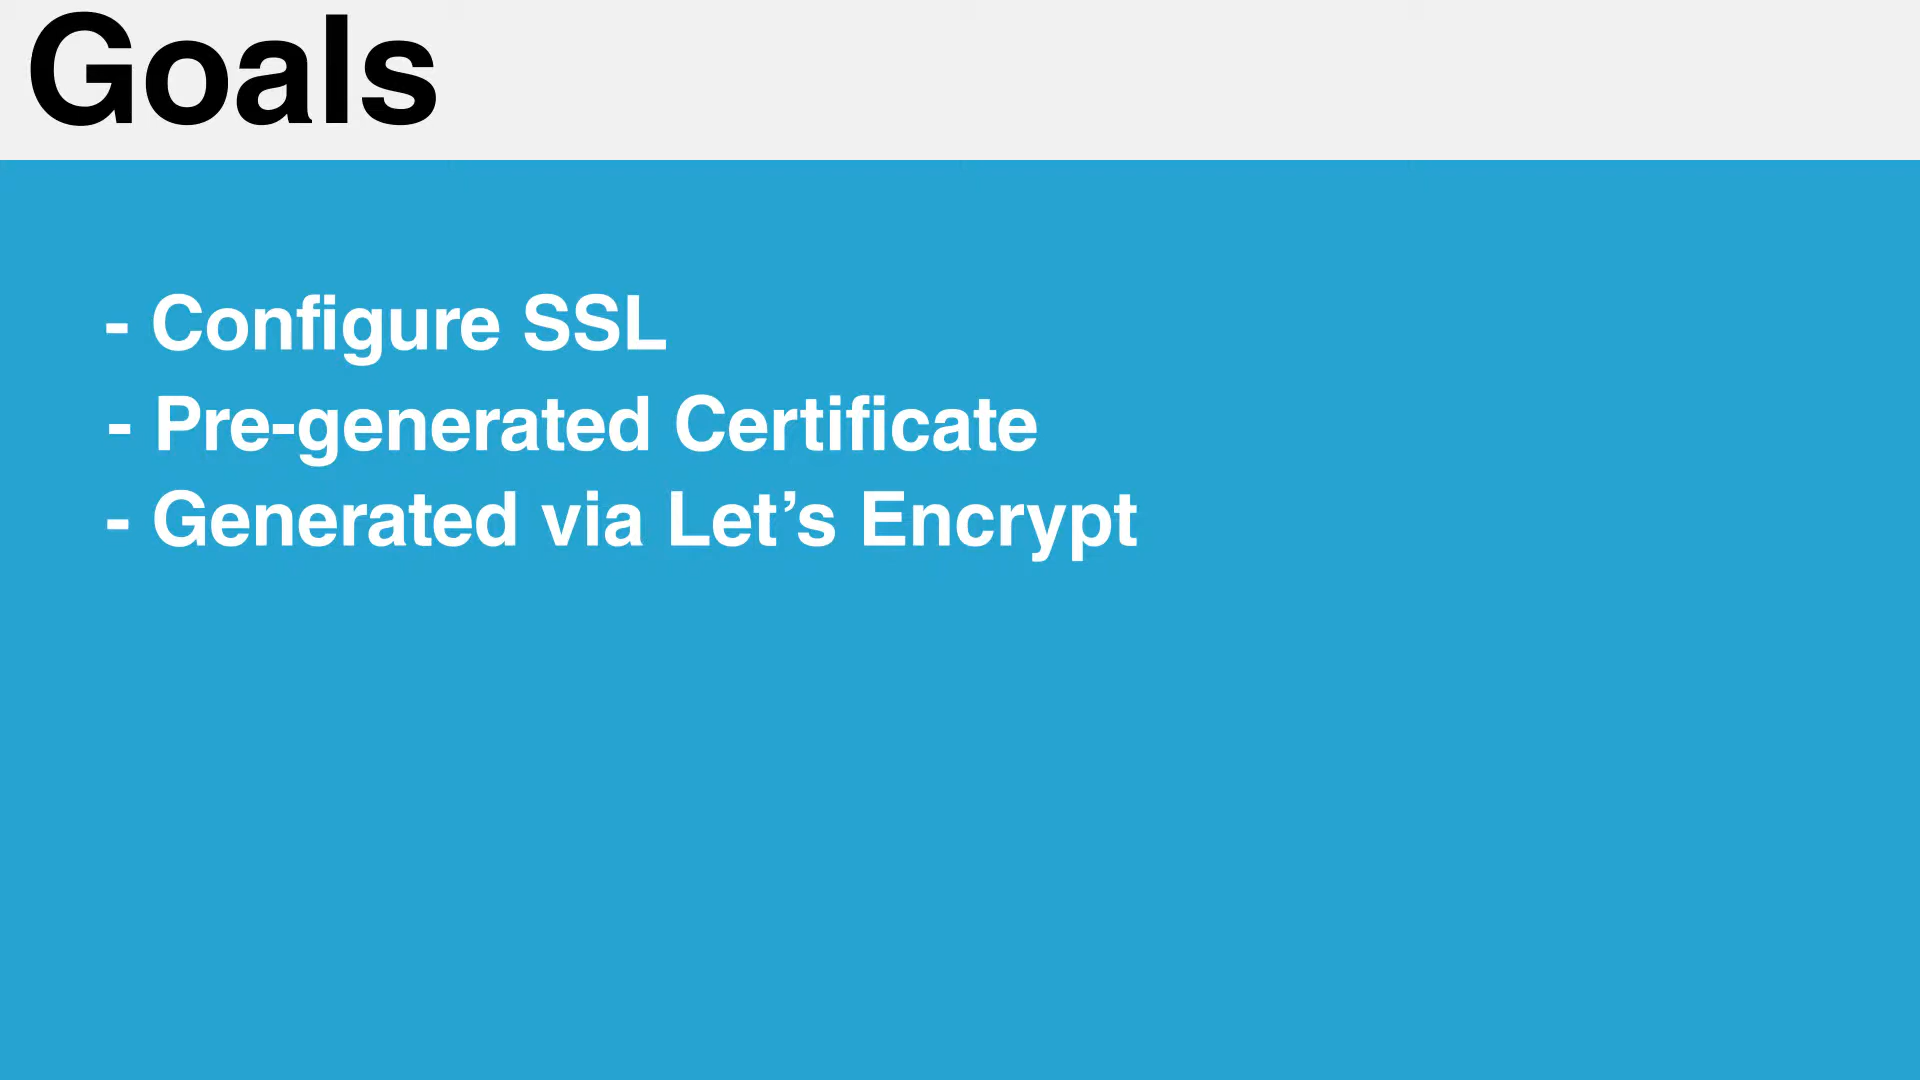 Goals
- Configure SSL
- Pre-generated Certificate
- Generated via Let’s Encrypt